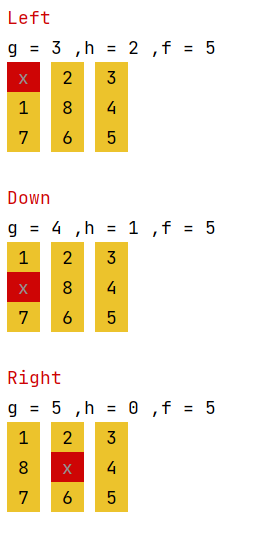 Left
g = 3 ,h = 2 ,f = 5
x 2 3
1 8 4
7 6 5
Down
g = 4 ,h = 1 ,f = 5
1 2 3
x 8 4
7 6 5
Right
g = 5 ,h = 0 ,f = 5
1 2 3
8 x 4
7 6 5